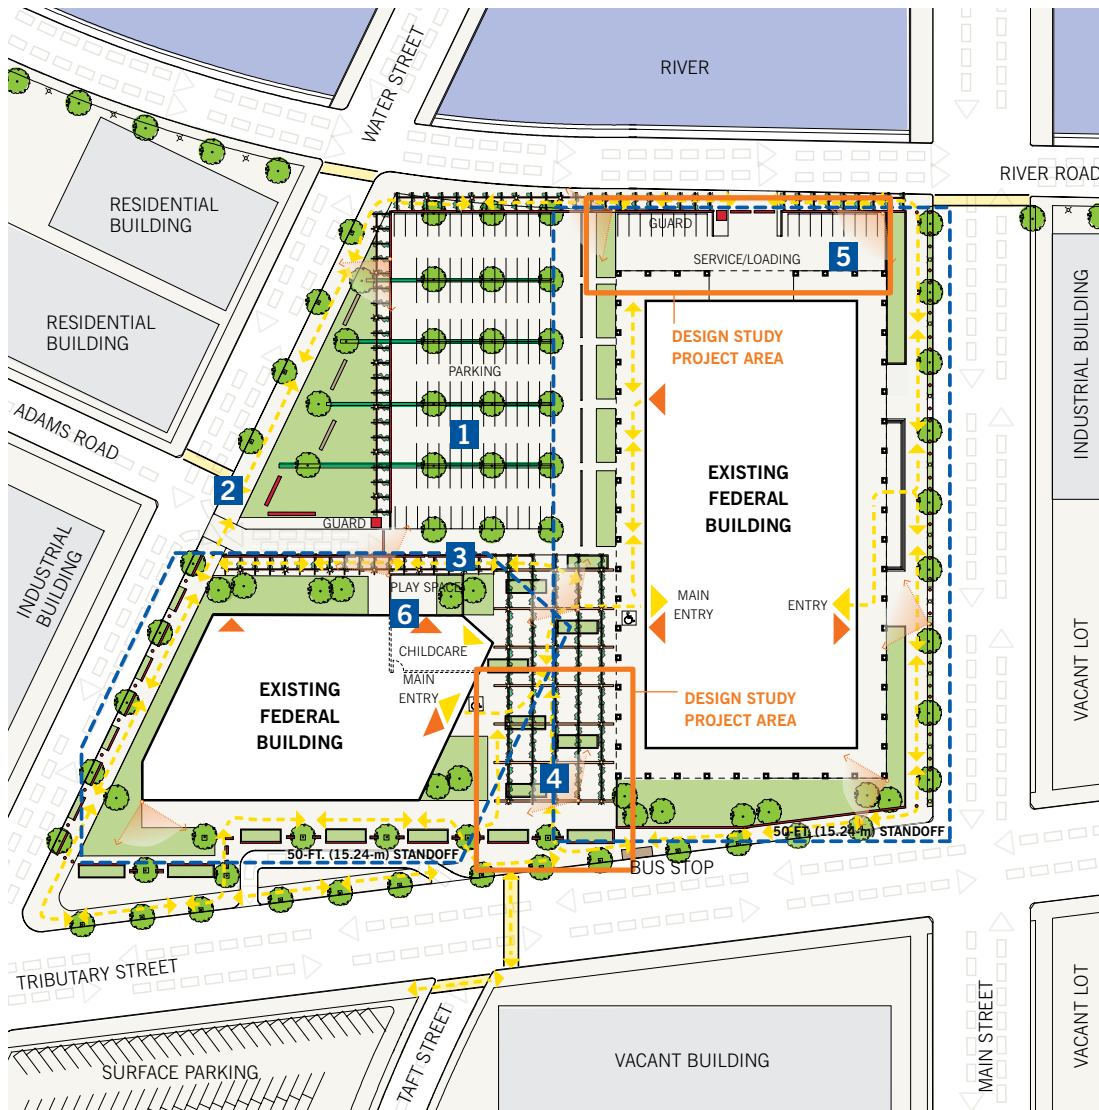 RIVER
WATER STREET
RIVER ROAD
RESIDENTIAL
BUILDING
GUARD
SERVICE/LOADING
5
RESIDENTIAL
BUILDING
DESIGN STUDY
PROJECT AREA
PARKING
INDUSTRIAL BUILDING
ADAMS ROAD
1
EXISTING
FEDERAL
BUILDING
2
GUARD
INDUSTRIAL
BUILDING
3
PLAY SPACE
6
MAIN
ENTRY
ENTRY
CHILDCARE
MAIN
ENTRY
EXISTING
FEDERAL
BUILDING
DESIGN STUDY
PROJECT AREA
VACANT LOT
4
50-FT. (15.24-m) STANDOFF
50-FT. (15.24-m) STANDOFF
BUS STOP
TRIBUTARY STREET
TAFT STREET
MAIN STREET
VACANT LOT
SURFACE PARKING
VACANT BUILDING